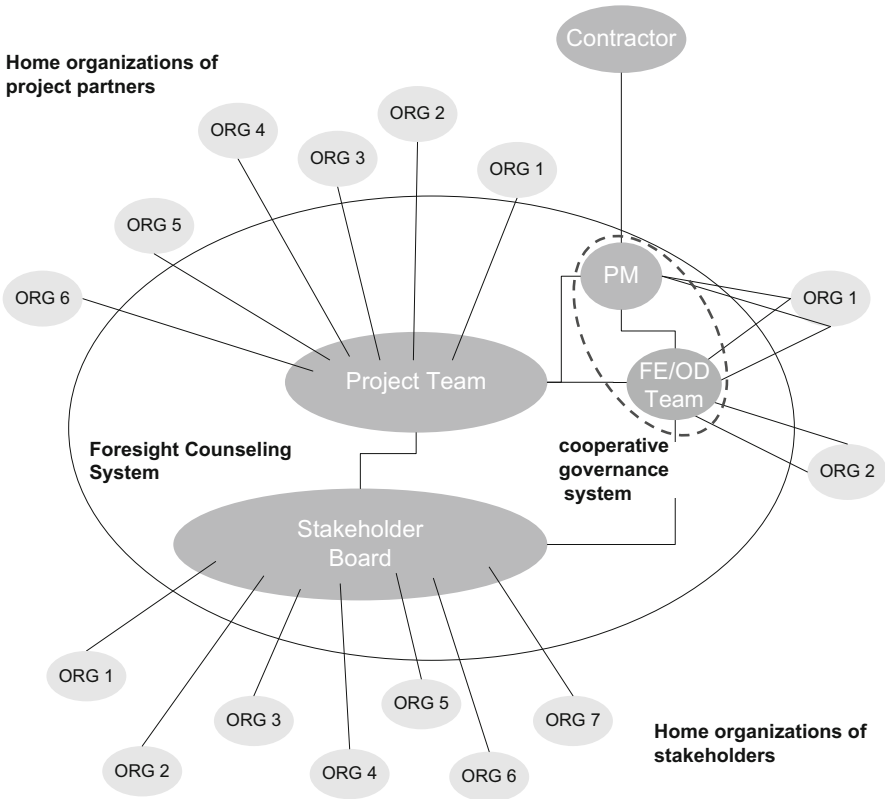 Contractor
Home organizations of
project partners
ORG 2
ORG 4
ORG 3
ORG 1
ORG 5
PM
ORG 6
ORG 1
Project Team
FE/OD
Team
Foresight Counseling
System
cooperative
governance
system
ORG 2
Stakeholder
Board
ORG 1
ORG 3
ORG 5
ORG 7
Home organizations of
stakeholders
ORG 2
ORG 4
ORG 6